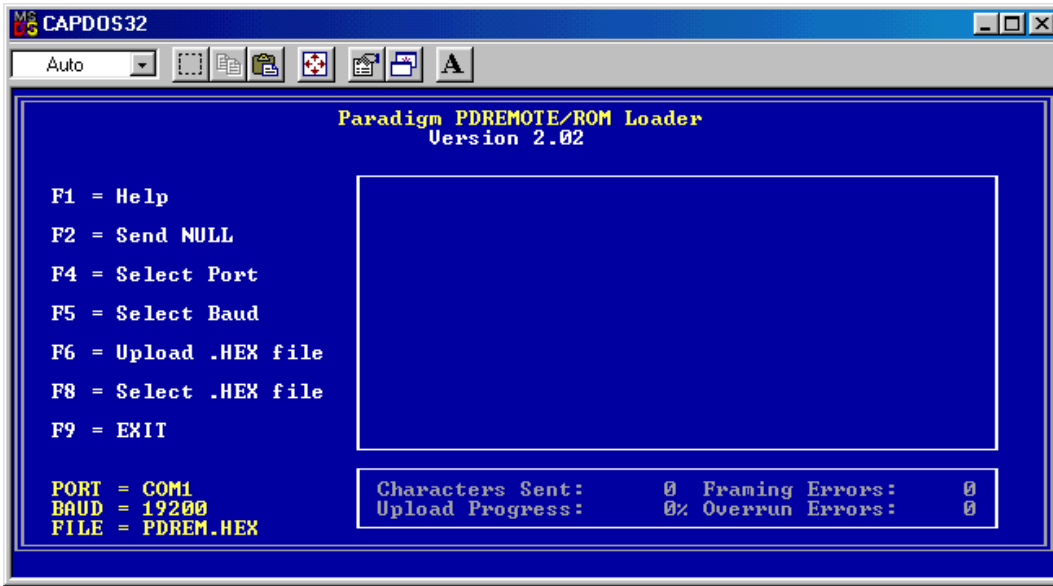 CAPDOS32
Auto
A
Paradigm PDREMOTE/ROM Loader
Version 2.02
F1 = Help
F2 = Send NULL
F4 = Select Port
F5 = Select Baud
F6 = Upload .HEX file
F8 = Select .HEX file
F9 = EXIT
PORT = COM1
BAUD = 19200
FILE = PDREM.HEX
Characters Sent: 0 Framing Errors: 0
Upload Progress: 0% Overrun Errors: 0